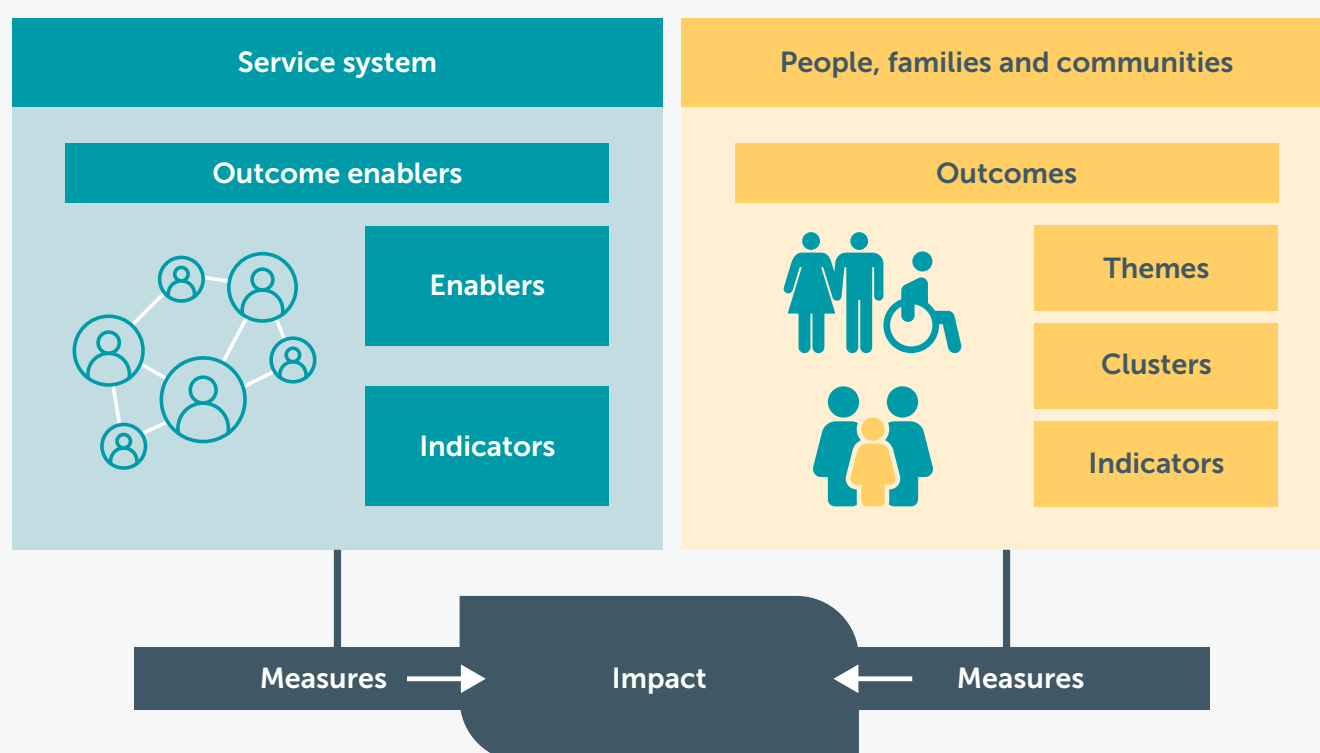 Service system
Outcome enablers
Enablers
Indicators
People, families and communities
Outcomes
Themes
Clusters
Indicators
Measures
Impact
Measures